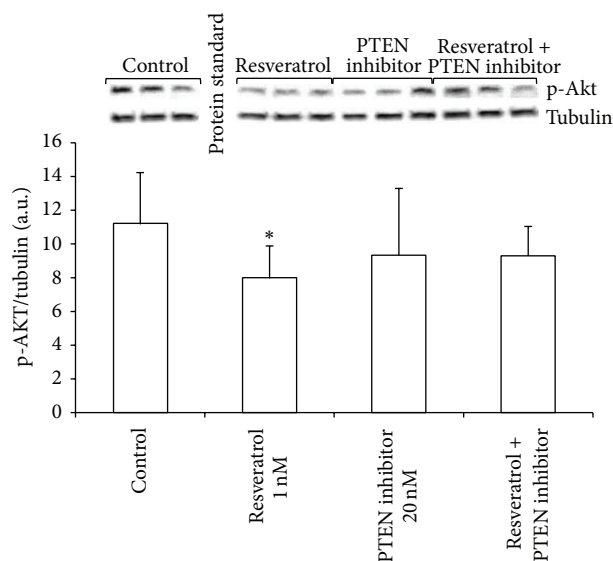 Control
Protein standard
Resveratrol
PTEN
inhibitor
Resveratrol +
PTEN inhibitor
p-Akt
Tubulin
p-AKT/tubulin (a.u.)
16
14
12
10
8
6
4
2
0
*
Control
Resveratrol
1 nM
PTEN inhibitor
20 nM
Resveratrol +
PTEN inhibitor